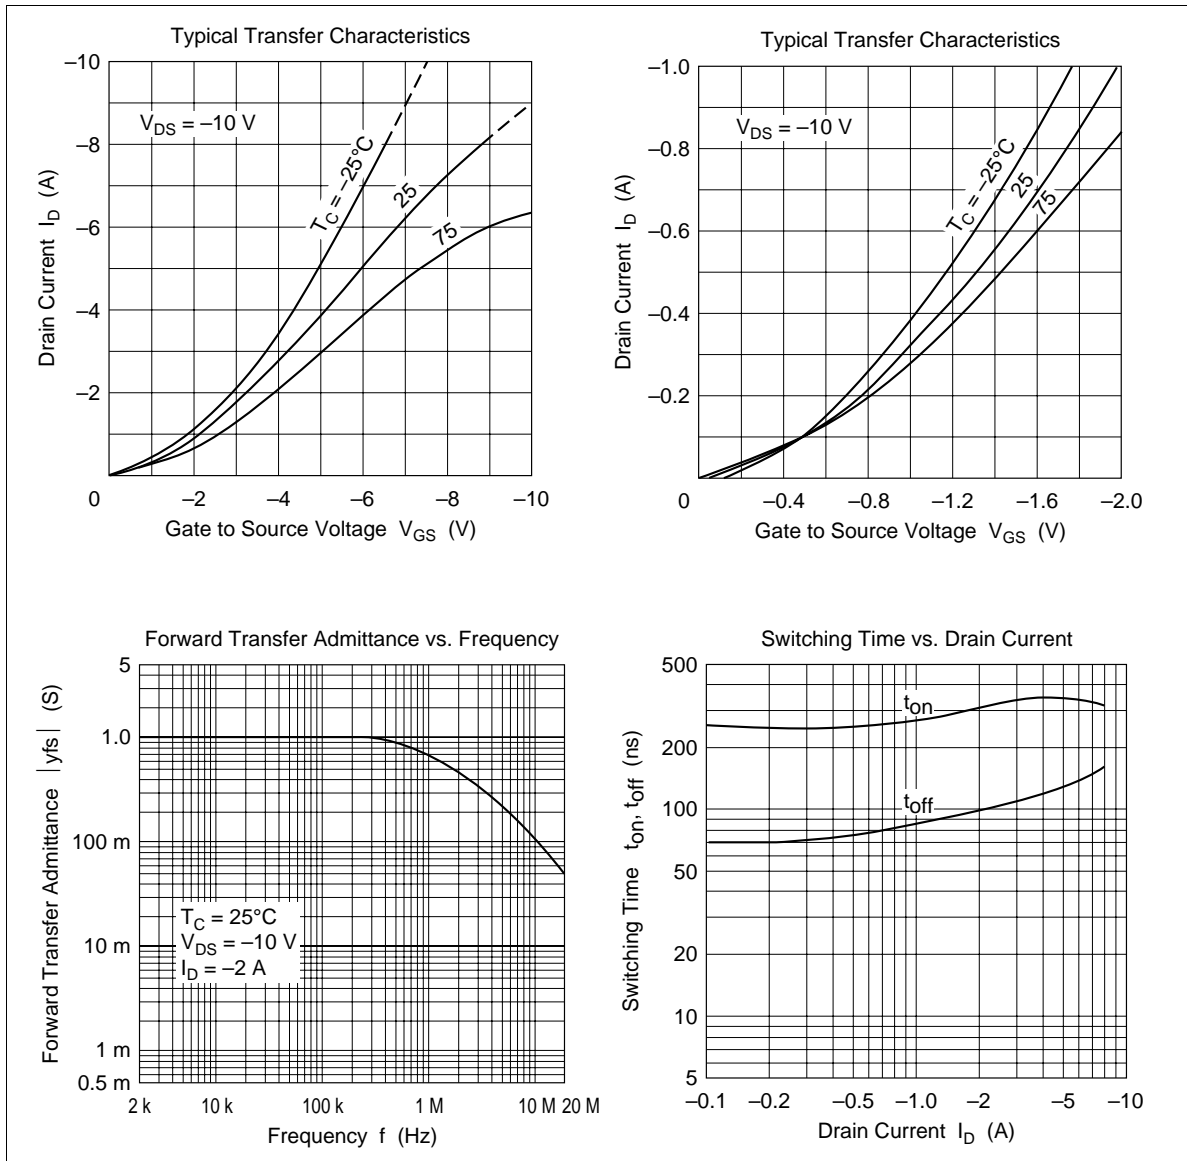 Typical Transfer Characteristics
–10
–8
–6
–4
–2
0
–2
–4
–6
–8
–10
V_DS = –10 V
T_C = –25°C
25
75
Drain Current I_D (A)
Gate to Source Voltage V_GS (V)
Typical Transfer Characteristics
–1.0
–0.8
–0.6
–0.4
–0.2
0
–0.4
–0.8
–1.2
–1.6
–2.0
V_DS = –10 V
T_C = –25°C
25
75
Drain Current I_D (A)
Gate to Source Voltage V_GS (V)
Forward Transfer Admittance vs. Frequency
5
1.0
100 m
10 m
1 m
0.5 m
2 k
10 k
100 k
1 M
10 M
20 M
T_C = 25°C
V_DS = –10 V
I_D = –2 A
Forward Transfer Admittance |yfs| (S)
Frequency f (Hz)
Switching Time vs. Drain Current
500
200
100
50
20
10
5
–0.1
–0.2
–0.5
–1.0
–2
–5
–10
t_on
t_off
Switching Time t_on, t_off (ns)
Drain Current I_D (A)